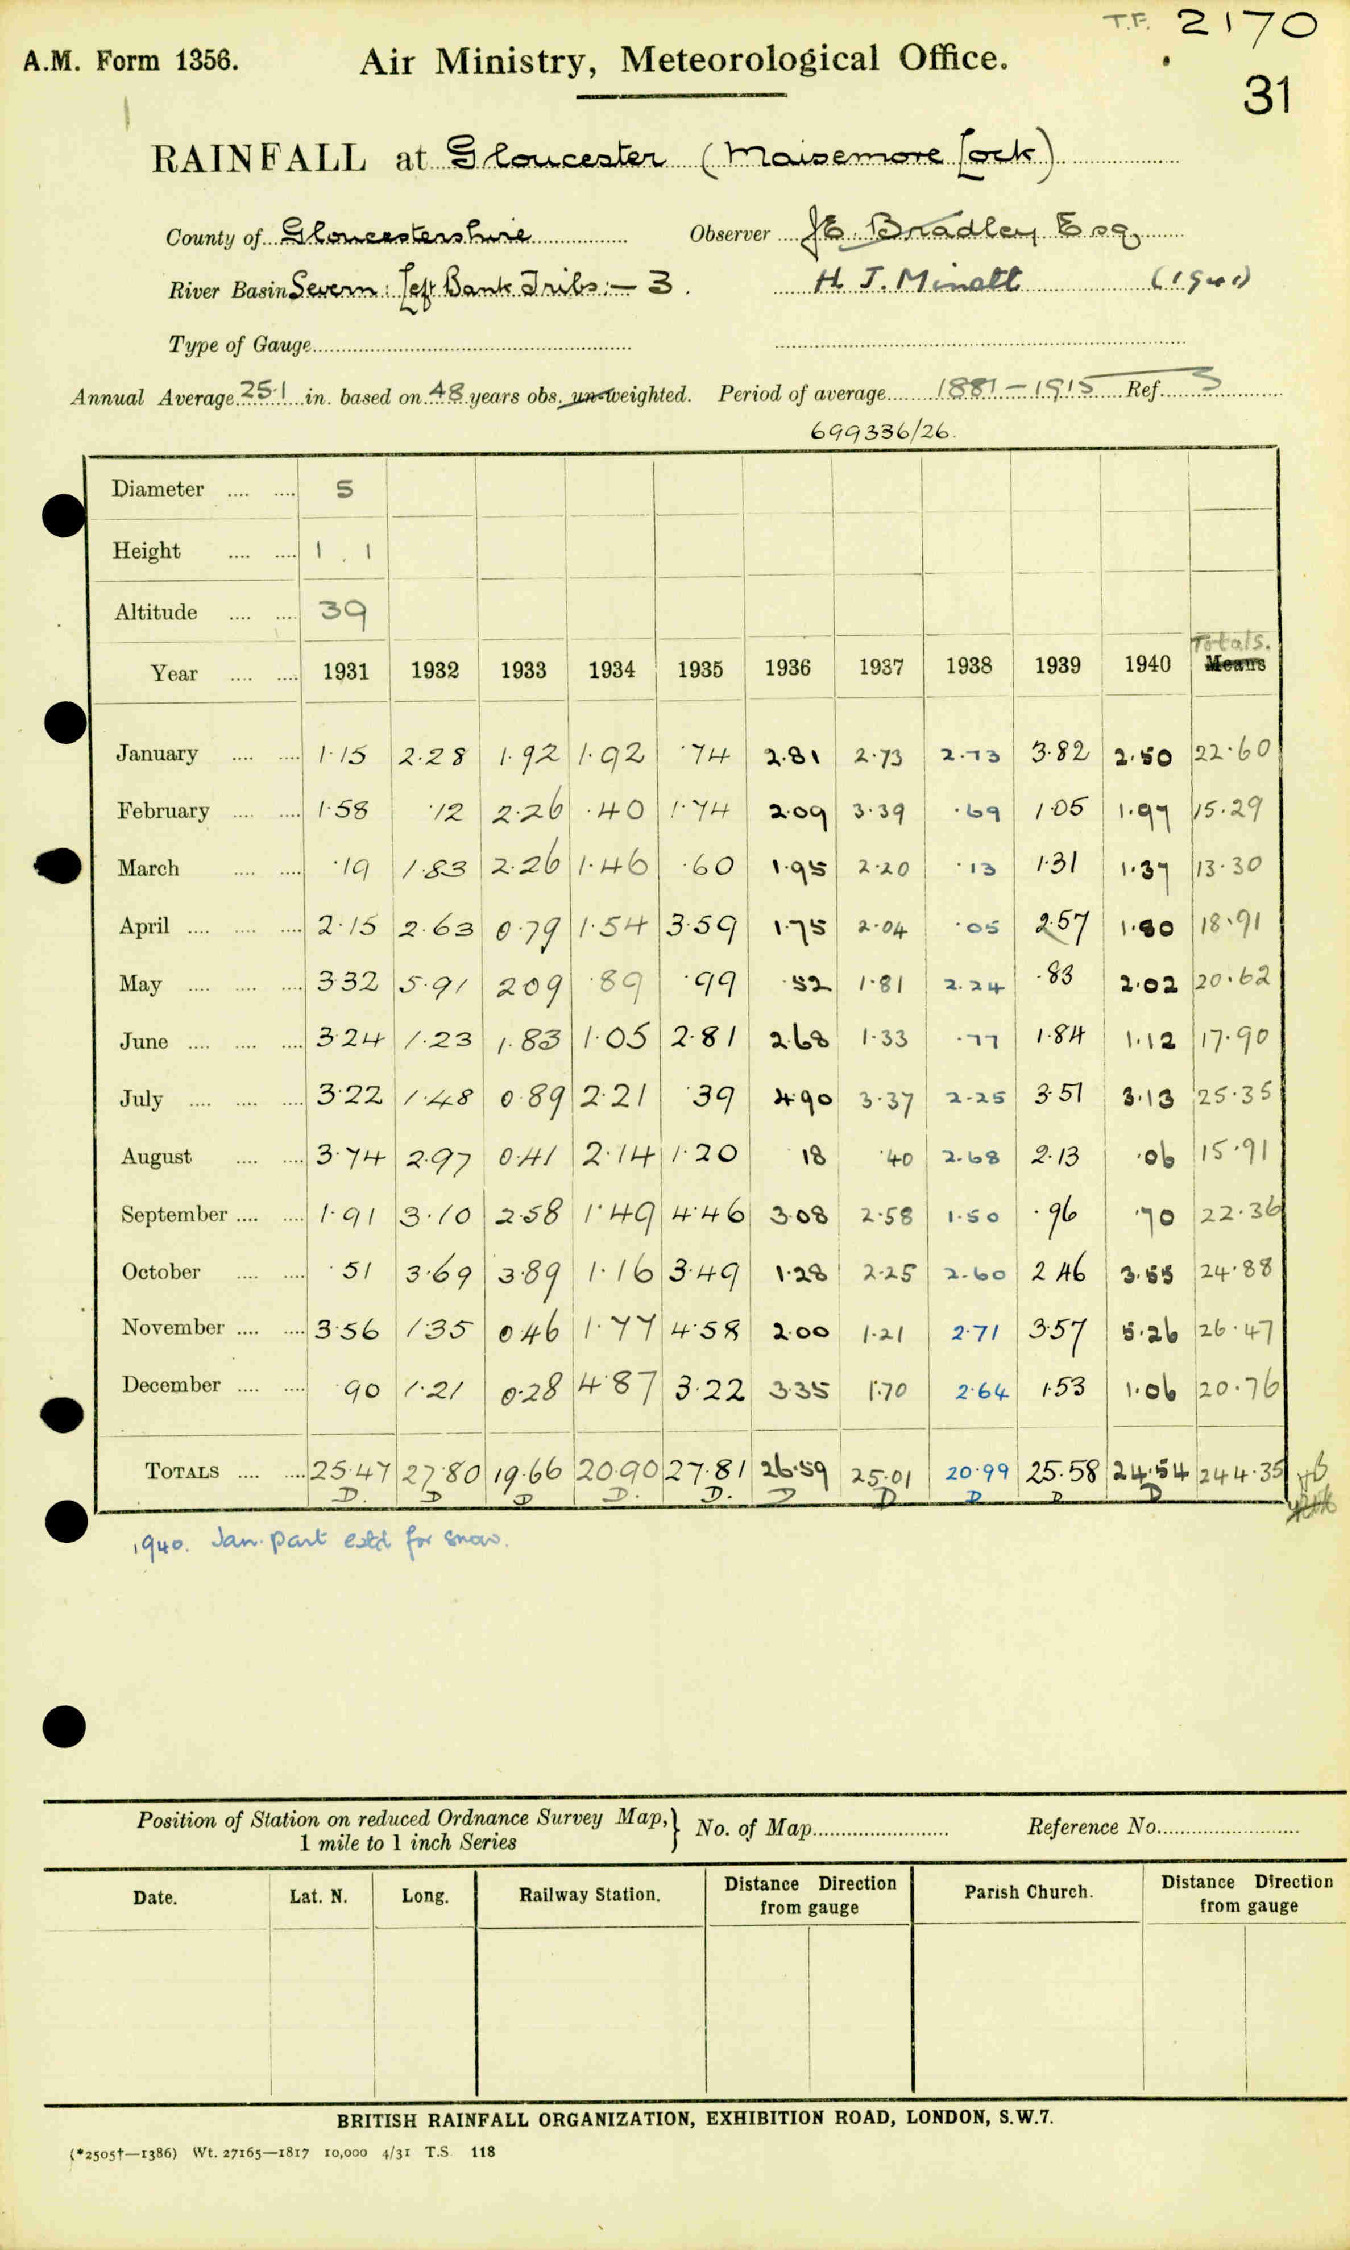 T.F. 2170
A.M. Form 1356. Air Ministry, Meteorological Office.
31
RAINFALL at Gloucester (Maisemore Lock)
County of Gloucestershire Observer J.E. Bradley Esq
River Basin Severn: Left Bank Tribs:- 3. H. J. Minett (1940)
Type of Gauge
Annual Average 25.1 in. based on 48 years obs. un-weighted. Period of average 1881-1915 Ref. 3
699336/26.
Diameter .... .... 5
Height .... .... 1 . 1
Altitude .... .... 39
Totals.
Year .... .... 1931 1932 1933 1934 1935 1936 1937 1938 1939 1940 Means
January .... .... 1.15 2.28 1.92 1.92 .74 2.81 2.73 2.73 3.82 2.50 22.60
February .... .... 1.58 .12 2.26 .40 1.74 2.09 3.39 .69 1.05 1.97 15.29
March .... .... .19 1.83 2.26 1.46 .60 1.95 2.20 .13 1.31 1.37 13.30
April .... .... .... 2.15 2.63 0.79 1.54 3.59 1.75 2.04 .05 2.57 1.80 18.91
May .... .... .... 3.32 5.91 2.09 .89 .99 .52 1.81 2.24 .83 2.02 20.62
June .... .... .... 3.24 1.23 1.83 1.05 2.81 2.68 1.33 .77 1.84 1.12 17.90
July .... .... .... 3.22 1.48 0.89 2.21 .39 4.90 3.37 2.25 3.51 3.13 25.35
August .... .... 3.74 2.97 0.41 2.14 1.20 18 .40 2.68 2.13 .06 15.91
September .... .... 1.91 3.10 2.58 1.49 4.46 3.08 2.58 1.50 .96 .70 22.36
October .... .... .51 3.69 3.89 1.16 3.49 1.28 2.25 2.60 2.46 3.55 24.88
November .... .... 3.56 1.35 0.46 1.77 4.58 2.00 1.21 2.71 3.57 5.26 26.47
December .... .... .90 1.21 0.28 4.87 3.22 3.35 1.70 2.64 1.53 1.06 20.76
TOTALS .... .... 25.47 27.80 19.66 20.90 27.81 26.59 25.01 20.99 25.58 24.54 244.35
D. D D D. D. D D D D D
1940. Jan. part estd for snow.
Position of Station on reduced Ordnance Survey Map, 1 mile to 1 inch Series } No. of Map Reference No.
Date. Lat. N. Long. Railway Station. Distance Direction from gauge Parish Church. Distance Direction from gauge
BRITISH RAINFALL ORGANIZATION, EXHIBITION ROAD, LONDON, S.W.7.
(*2505†—1386) Wt. 27165—1817 10,000 4/31 T.S. 118